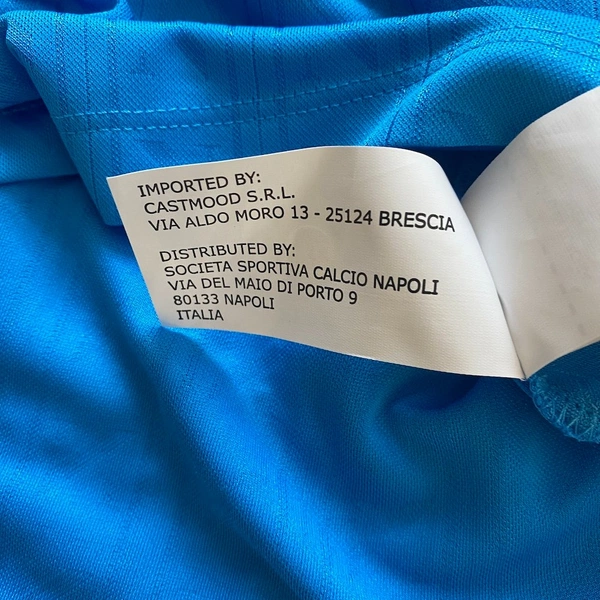 IMPORTED BY:
CASTMOOD S.R.L.
VIA ALDO MORO 13 - 25124 BRESCIA
DISTRIBUTED BY:
SOCIETA SPORTIVA CALCIO NAPOLI
VIA DEL MAIO DI PORTO 9
80133 NAPOLI
ITALIA